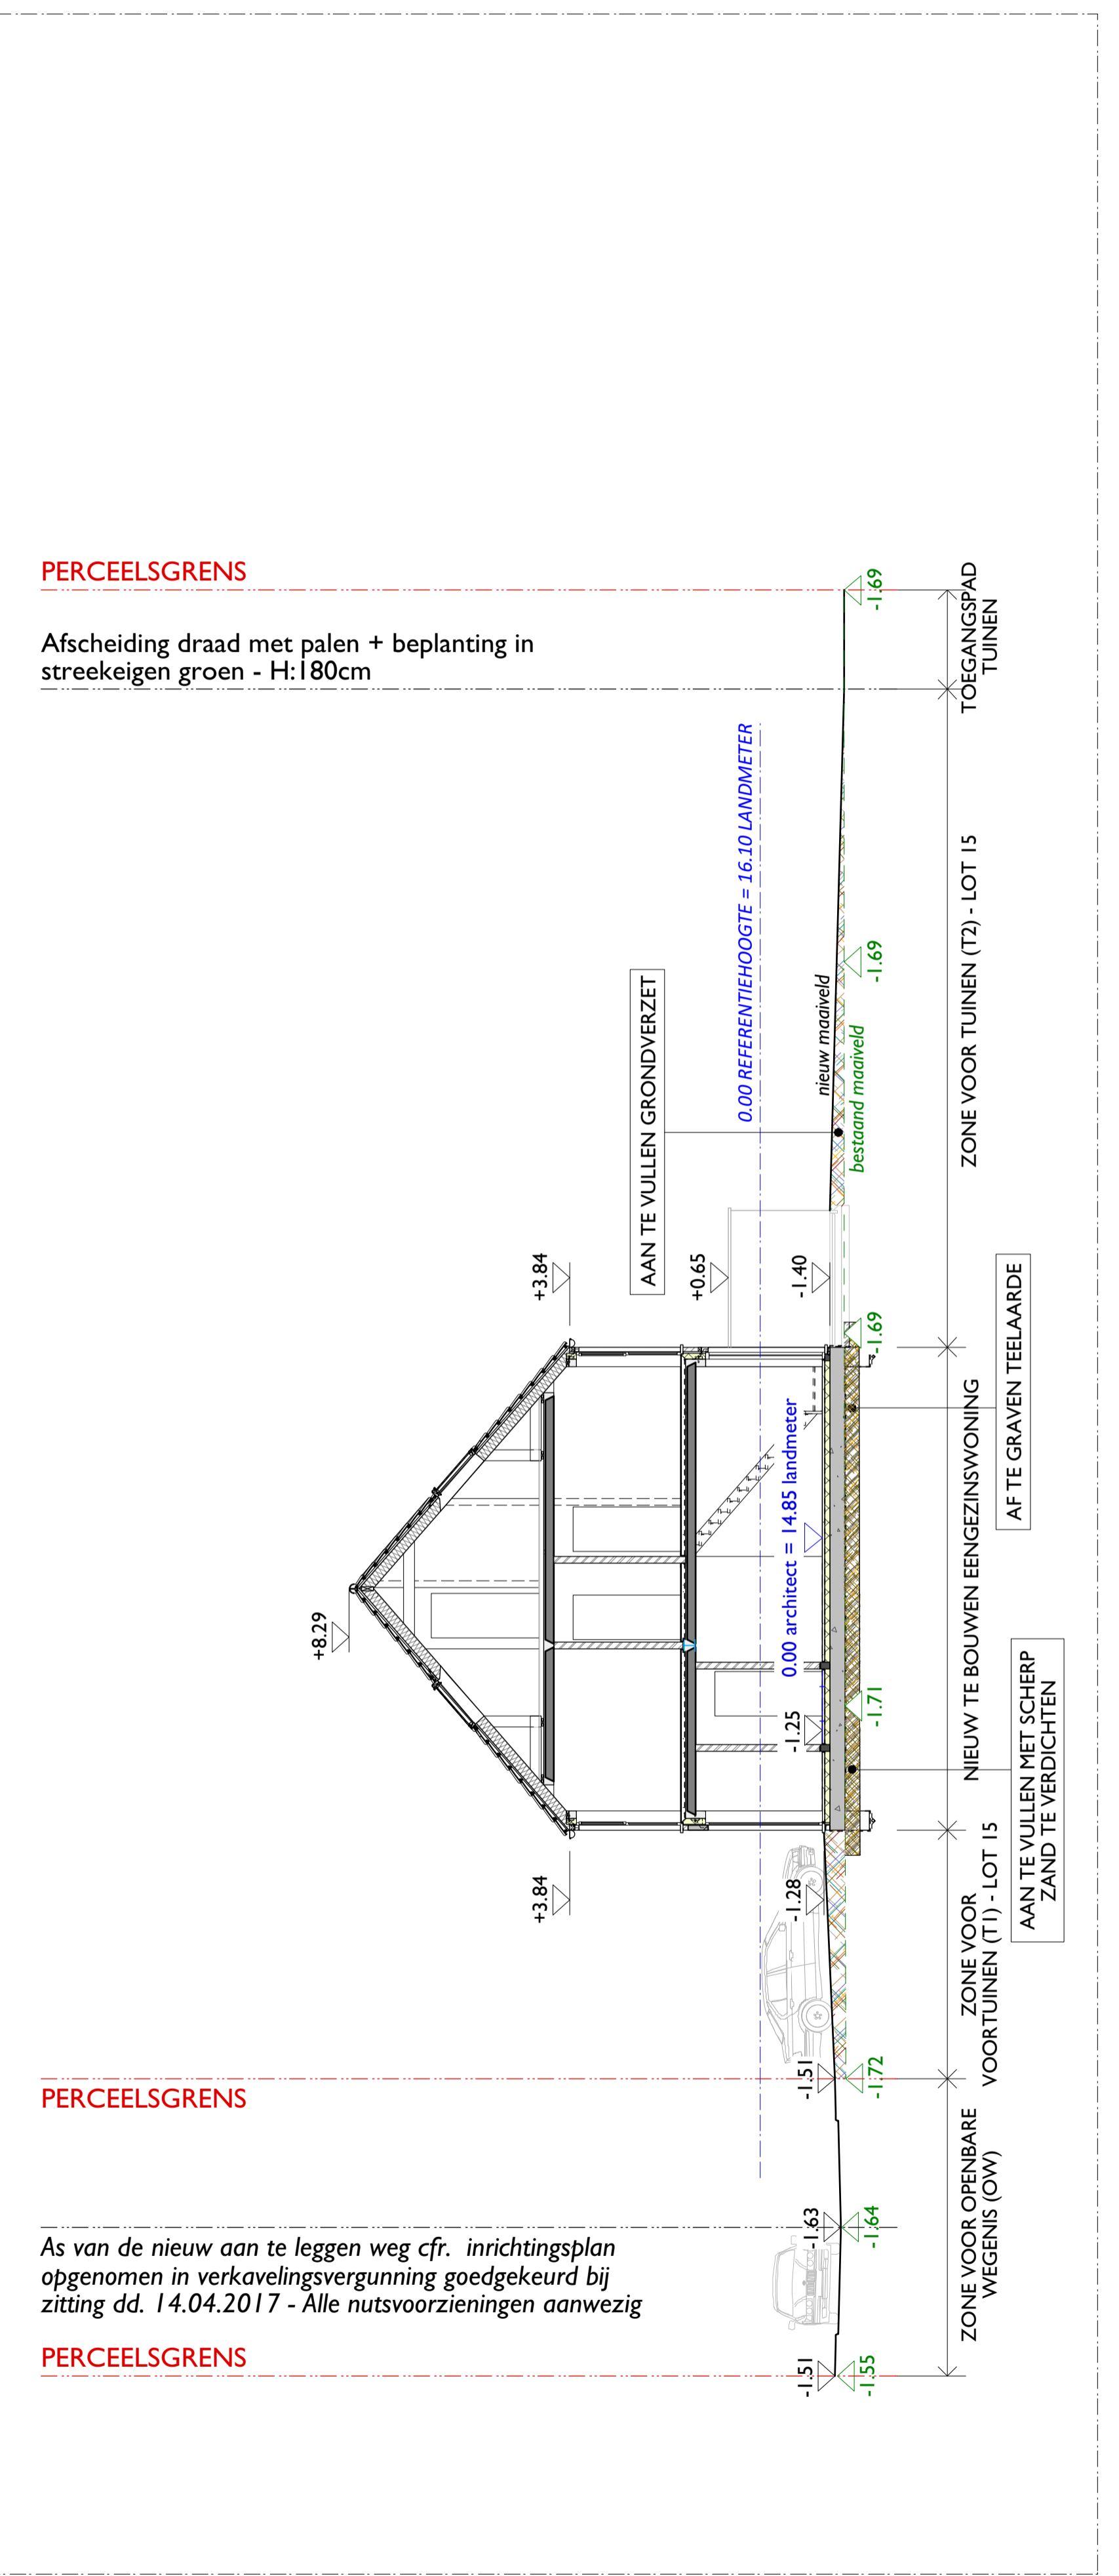 PERCEELSGRENS
-1.69
TOEGANGSPAD
TUINEN
Afscheiding draad met palen + beplanting in
streekeigen groen - H:180cm
0.00 REFERENTIEHOOGTE = 16.10 LANDMETER
ZONE VOOR TUINEN (T2) - LOT 15
-1.69
AAN TE VULLEN GRONDVERZET
nieuw maaiveld
bestaand maaiveld
+3.84
+0.65
-1.40
-1.69
AF TE GRAVEN TEELAARDE
NIEUW TE BOUWEN EENGEZINSWONING
0.00 architect = 14.85 landmeter
+8.29
-1.25
-1.71
AAN TE VULLEN MET SCHERP
ZAND TE VERDICHTEN
+3.84
-1.28
ZONE VOOR
VOORTUINEN (T1) - LOT 15
PERCEELSGRENS
-1.51
-1.72
ZONE VOOR OPENBARE
WEGENIS (OW)
-1.63
-1.64
As van de nieuw aan te leggen weg cfr. inrichtingsplan
opgenomen in verkavelingsvergunning goedgekeurd bij
zitting dd. 14.04.2017 - Alle nutsvoorzieningen aanwezig
PERCEELSGRENS
-1.51
-1.55